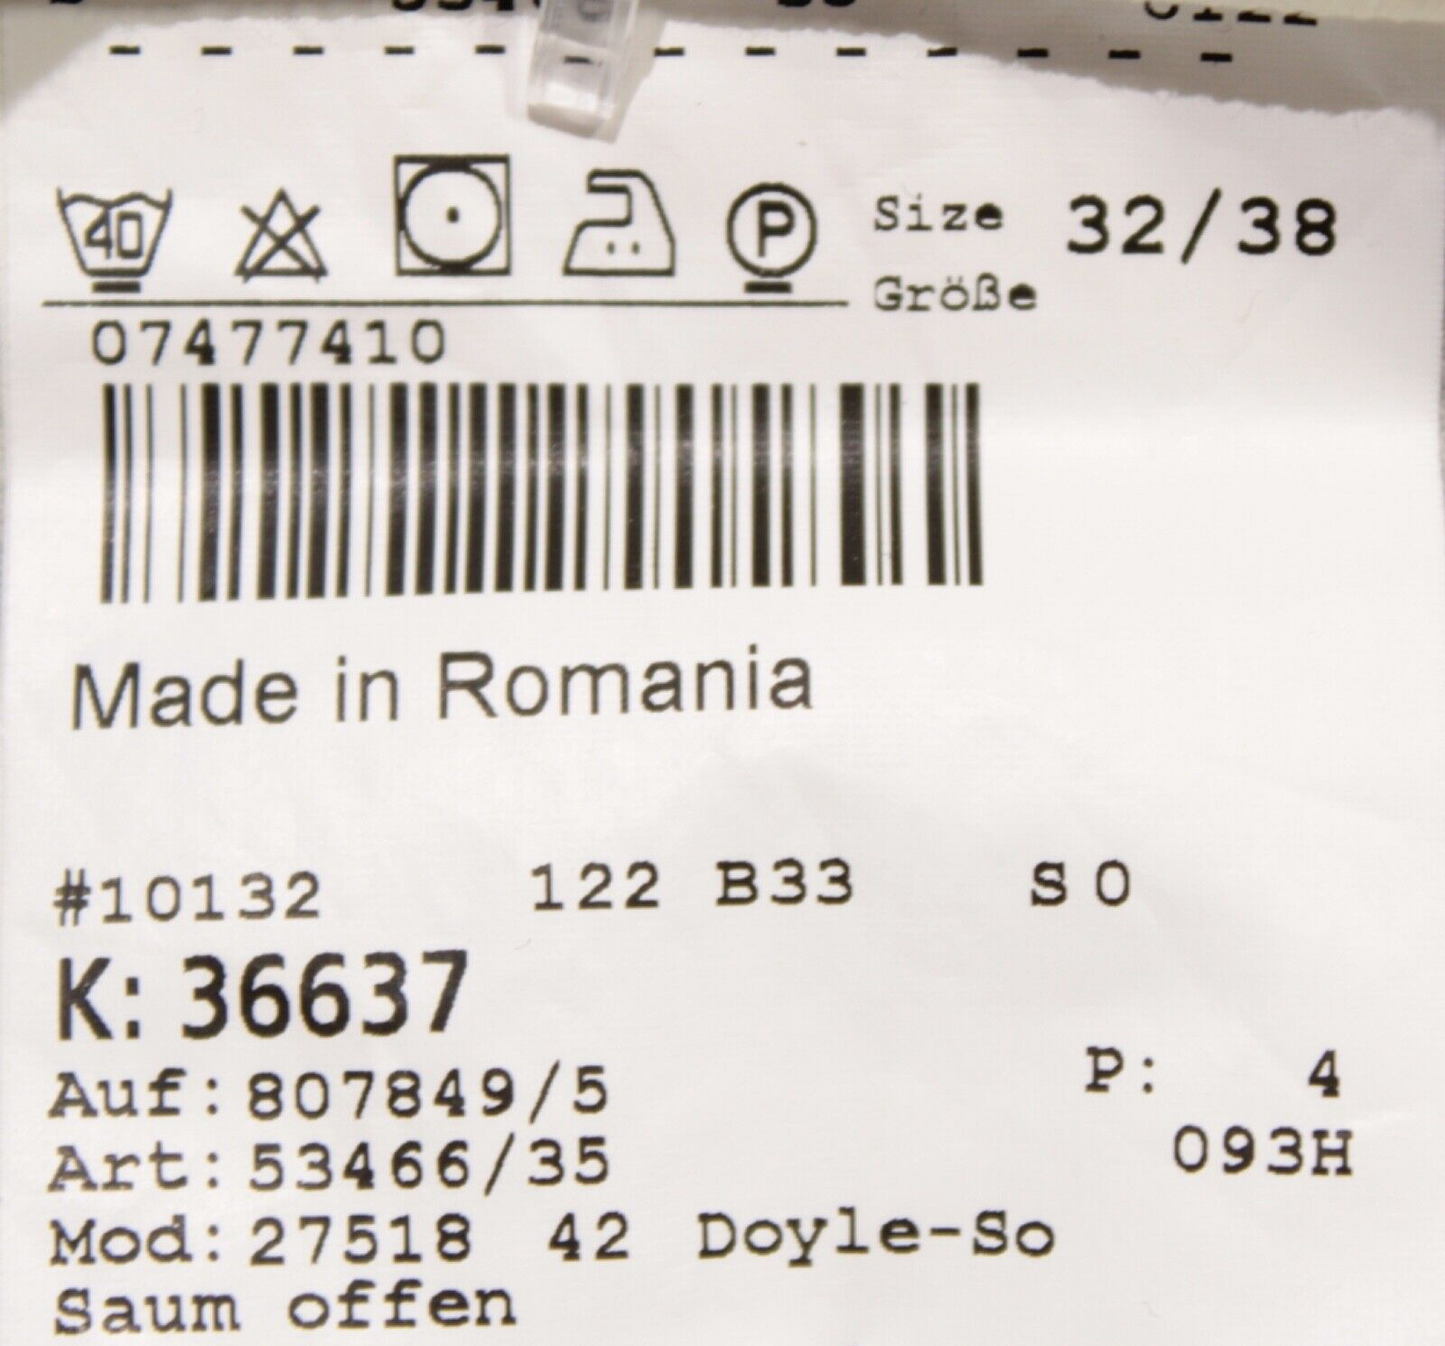 40 P Size 32/38
Größe
07477410
Made in Romania
#10132 122 B33 S0
K: 36637
Auf: 807849/5 P: 4
Art: 53466/35 093H
Mod: 27518 42 Doyle-So
Saum offen